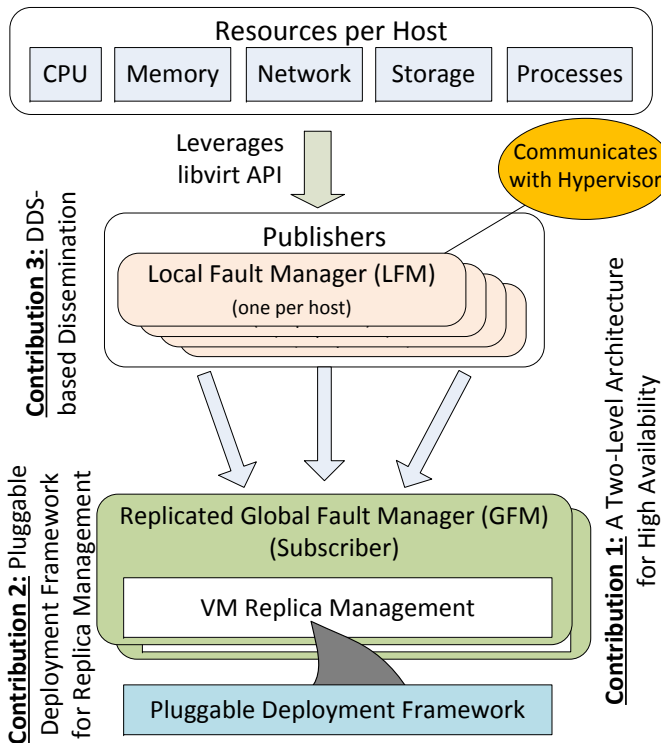 Resources per Host
CPU
Memory
Network
Storage
Processes
Leverages
libvirt API
Communicates
with Hypervisor
Publishers
Local Fault Manager (LFM)
(one per host)
Contribution 3: DDS-
based Dissemination
Contribution 1: A Two-Level Architecture
for High Availability
Contribution 2: Pluggable
Deployment Framework
for Replica Management
Replicated Global Fault Manager (GFM)
(Subscriber)
VM Replica Management
Pluggable Deployment Framework